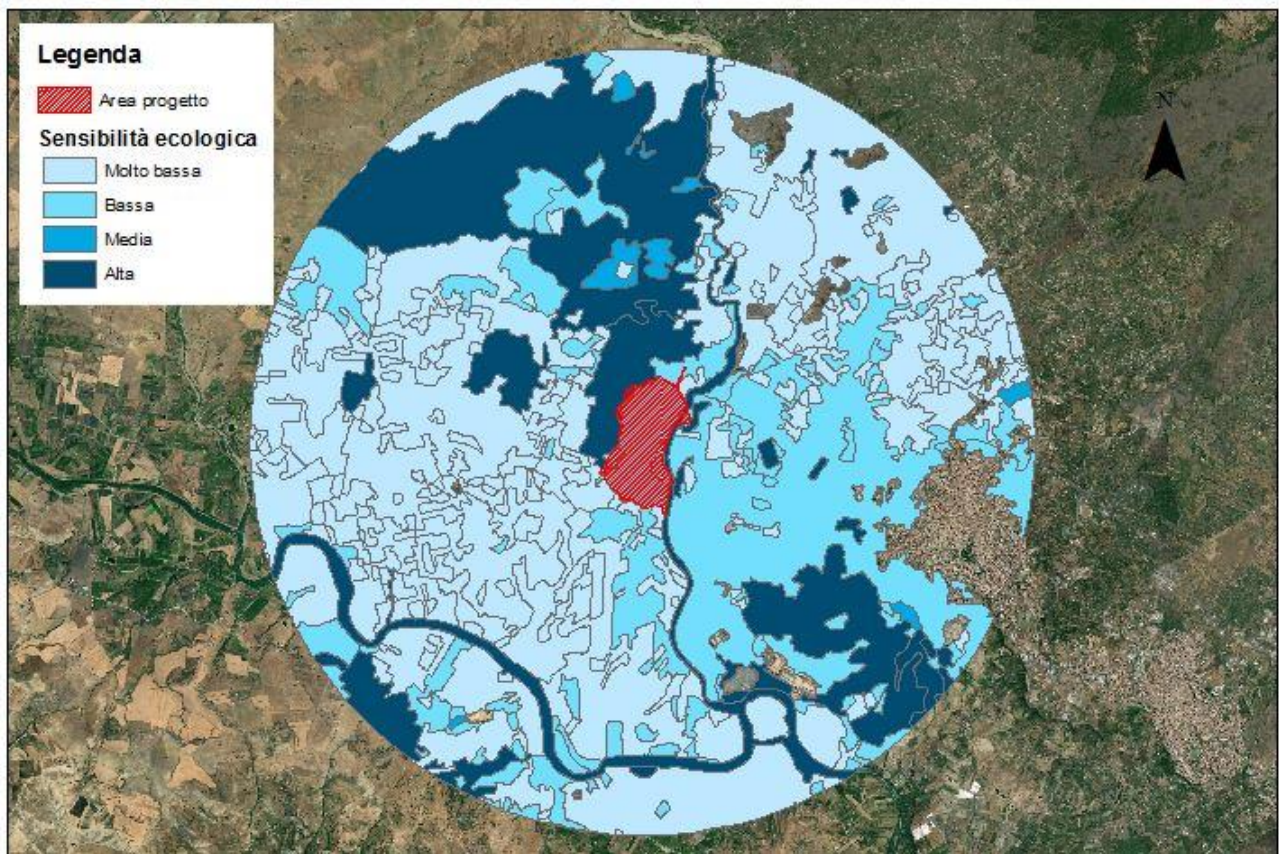 Legenda
Area progetto
Sensibilità ecologica
Molto bassa
Bassa
Media
Alta
N